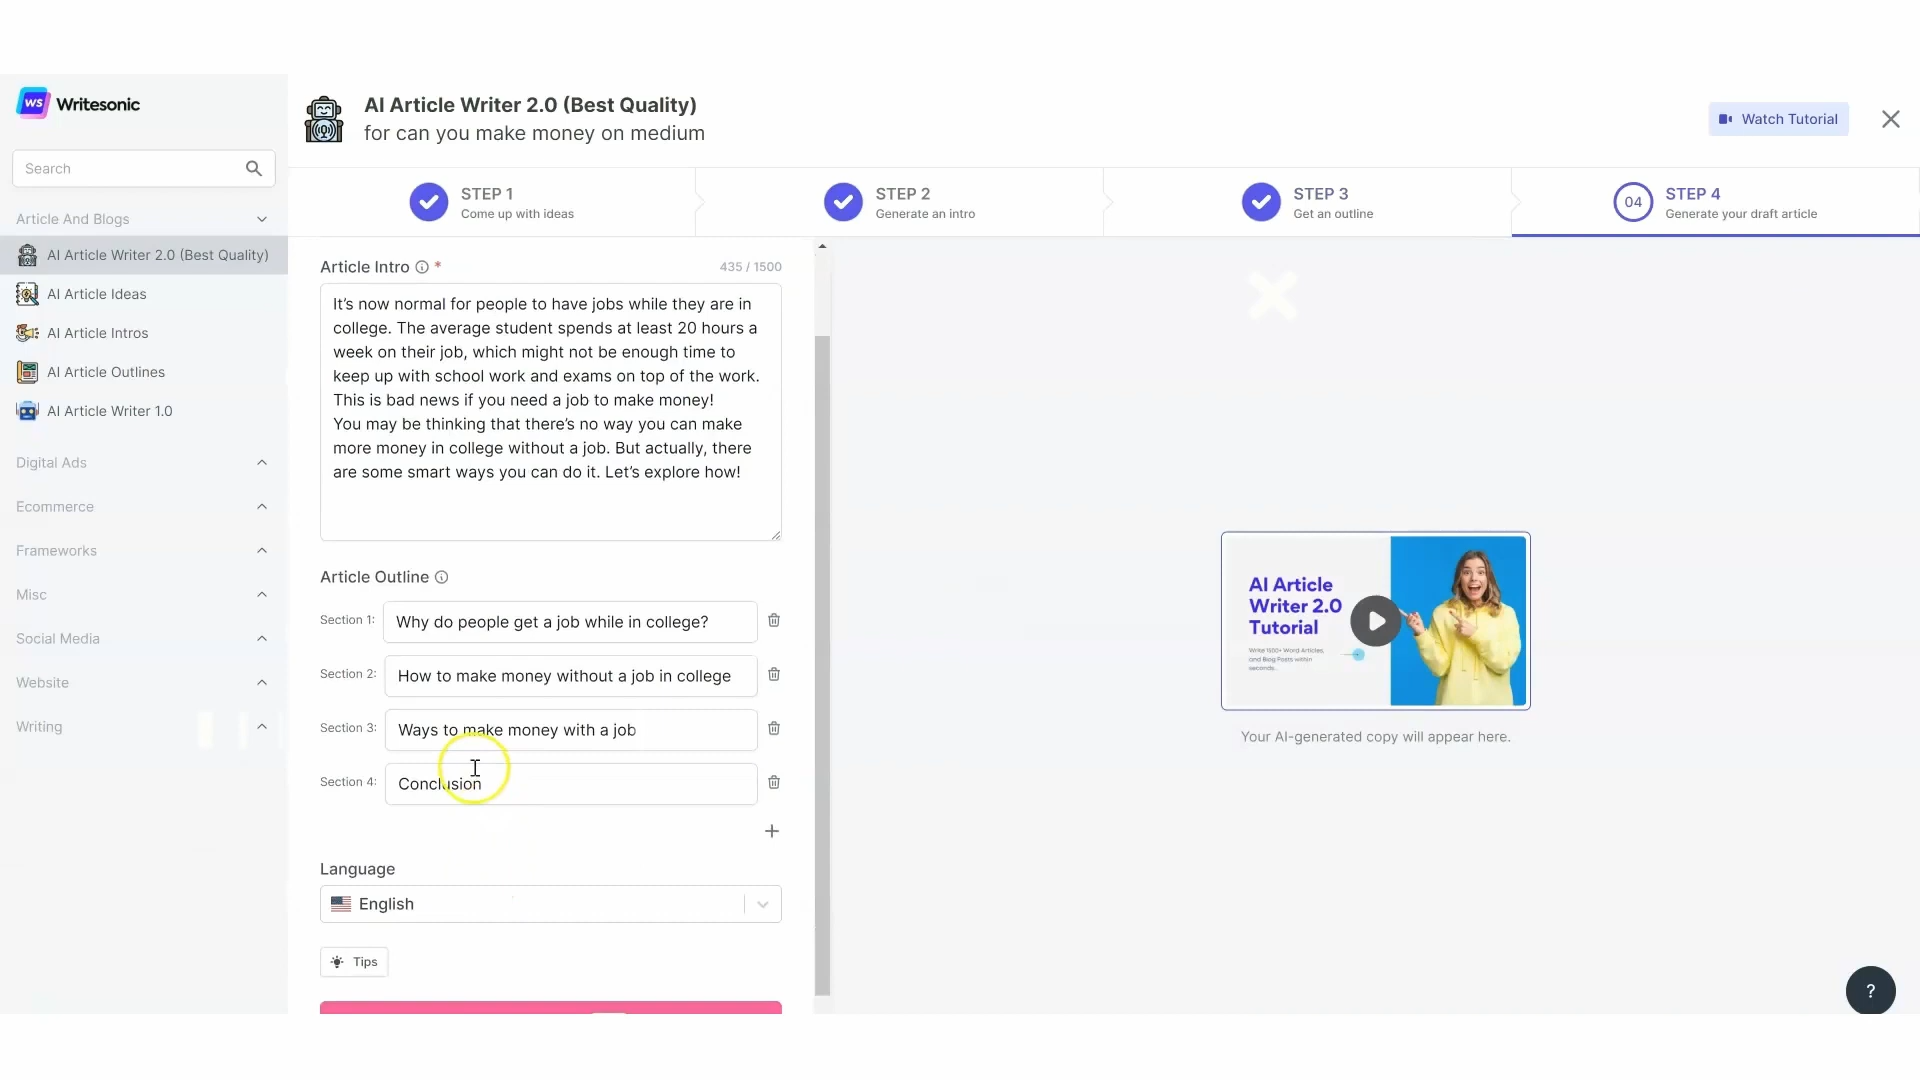 WS Writesonic
Search
Article And Blogs
AI Article Writer 2.0 (Best Quality)
AI Article Ideas
AI Article Intros
AI Article Outlines
AI Article Writer 1.0
Digital Ads
Ecommerce
Frameworks
Misc
Social Media
Website
Writing
AI Article Writer 2.0 (Best Quality)
for can you make money on medium
Watch Tutorial
STEP 1
Come up with ideas
STEP 2
Generate an intro
STEP 3
Get an outline
04
STEP 4
Generate your draft article
Article Intro * 435 / 1500
It’s now normal for people to have jobs while they are in
college. The average student spends at least 20 hours a
week on their job, which might not be enough time to
keep up with school work and exams on top of the work.
This is bad news if you need a job to make money!
You may be thinking that there’s no way you can make
more money in college without a job. But actually, there
are some smart ways you can do it. Let’s explore how!
Article Outline
Section 1: Why do people get a job while in college?
Section 2: How to make money without a job in college
Section 3: Ways to make money with a job
Section 4: Conclusion
Language
English
Tips
AI Article
Writer 2.0
Tutorial
Write 1500+ Word Articles,
and Blog Posts within
seconds...
Your AI-generated copy will appear here.
?